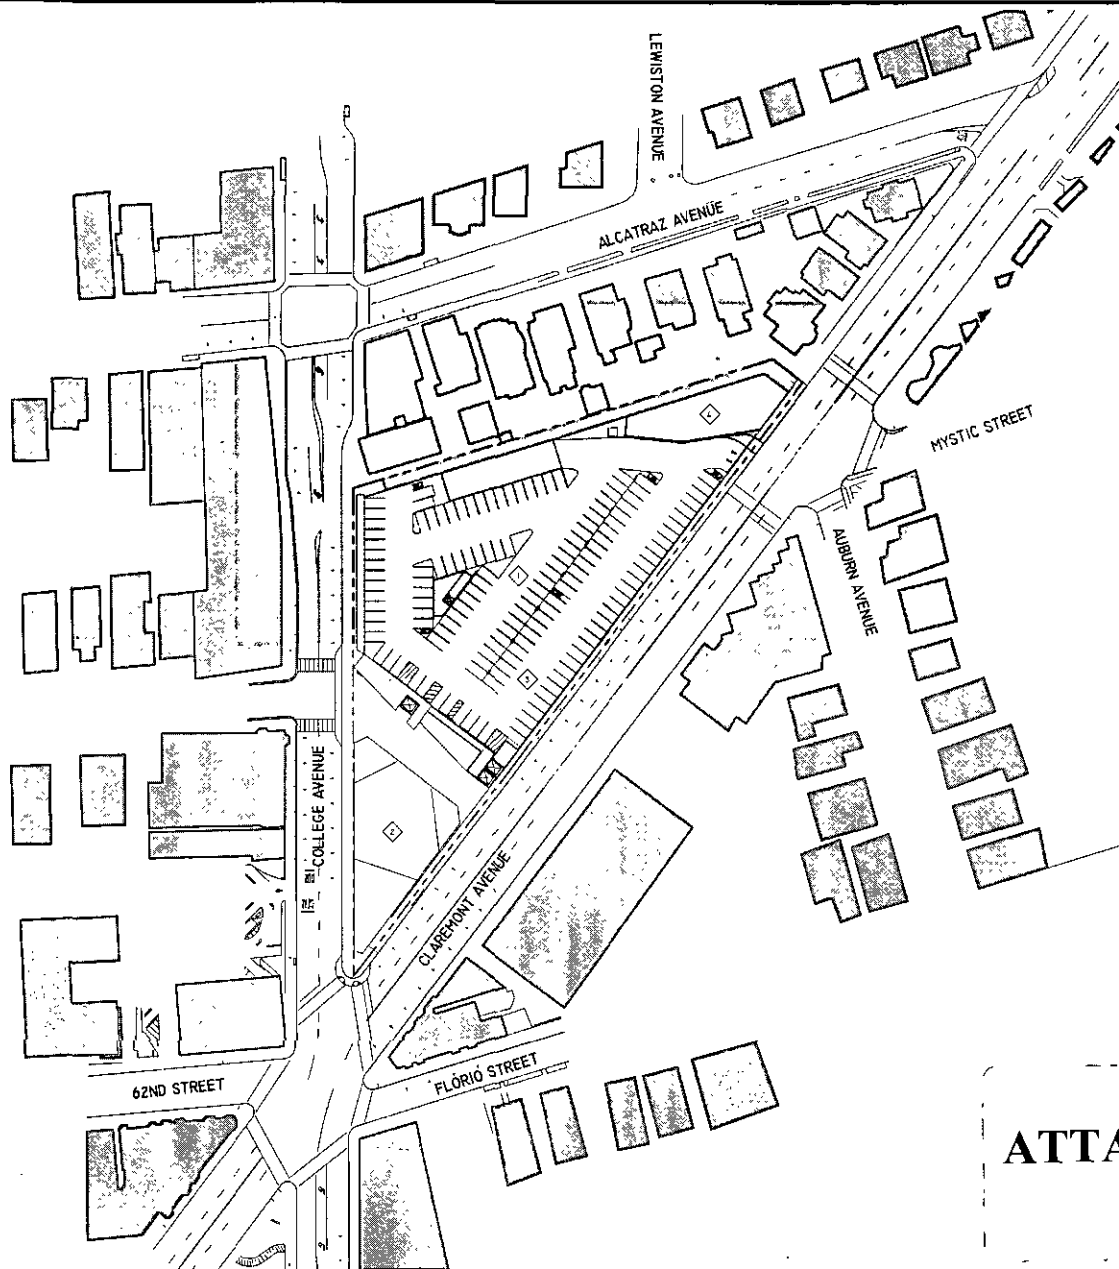 LEWISTON AVENUE
ALCATRAZ AVENUE
MYSTIC STREET
AUBURN AVENUE
COLLEGE AVENUE
CLAREMONT AVENUE
62ND STREET
FLORIO STREET
ATTA